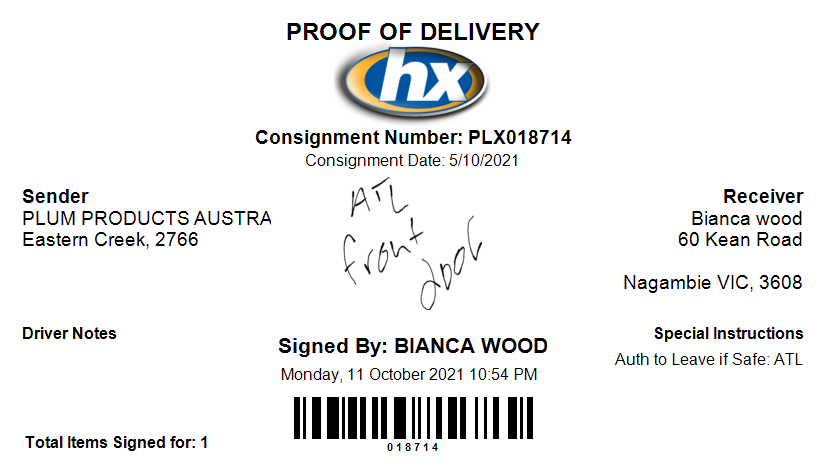 PROOF OF DELIVERY
hx
Consignment Number: PLX018714
Consignment Date: 5/10/2021
Sender
PLUM PRODUCTS AUSTRA
Eastern Creek, 2766
ATL
front
door
Receiver
Bianca wood
60 Kean Road
Nagambie VIC, 3608
Driver Notes
Signed By: BIANCA WOOD
Monday, 11 October 2021 10:54 PM
Special Instructions
Auth to Leave if Safe: ATL
Total Items Signed for: 1
018714